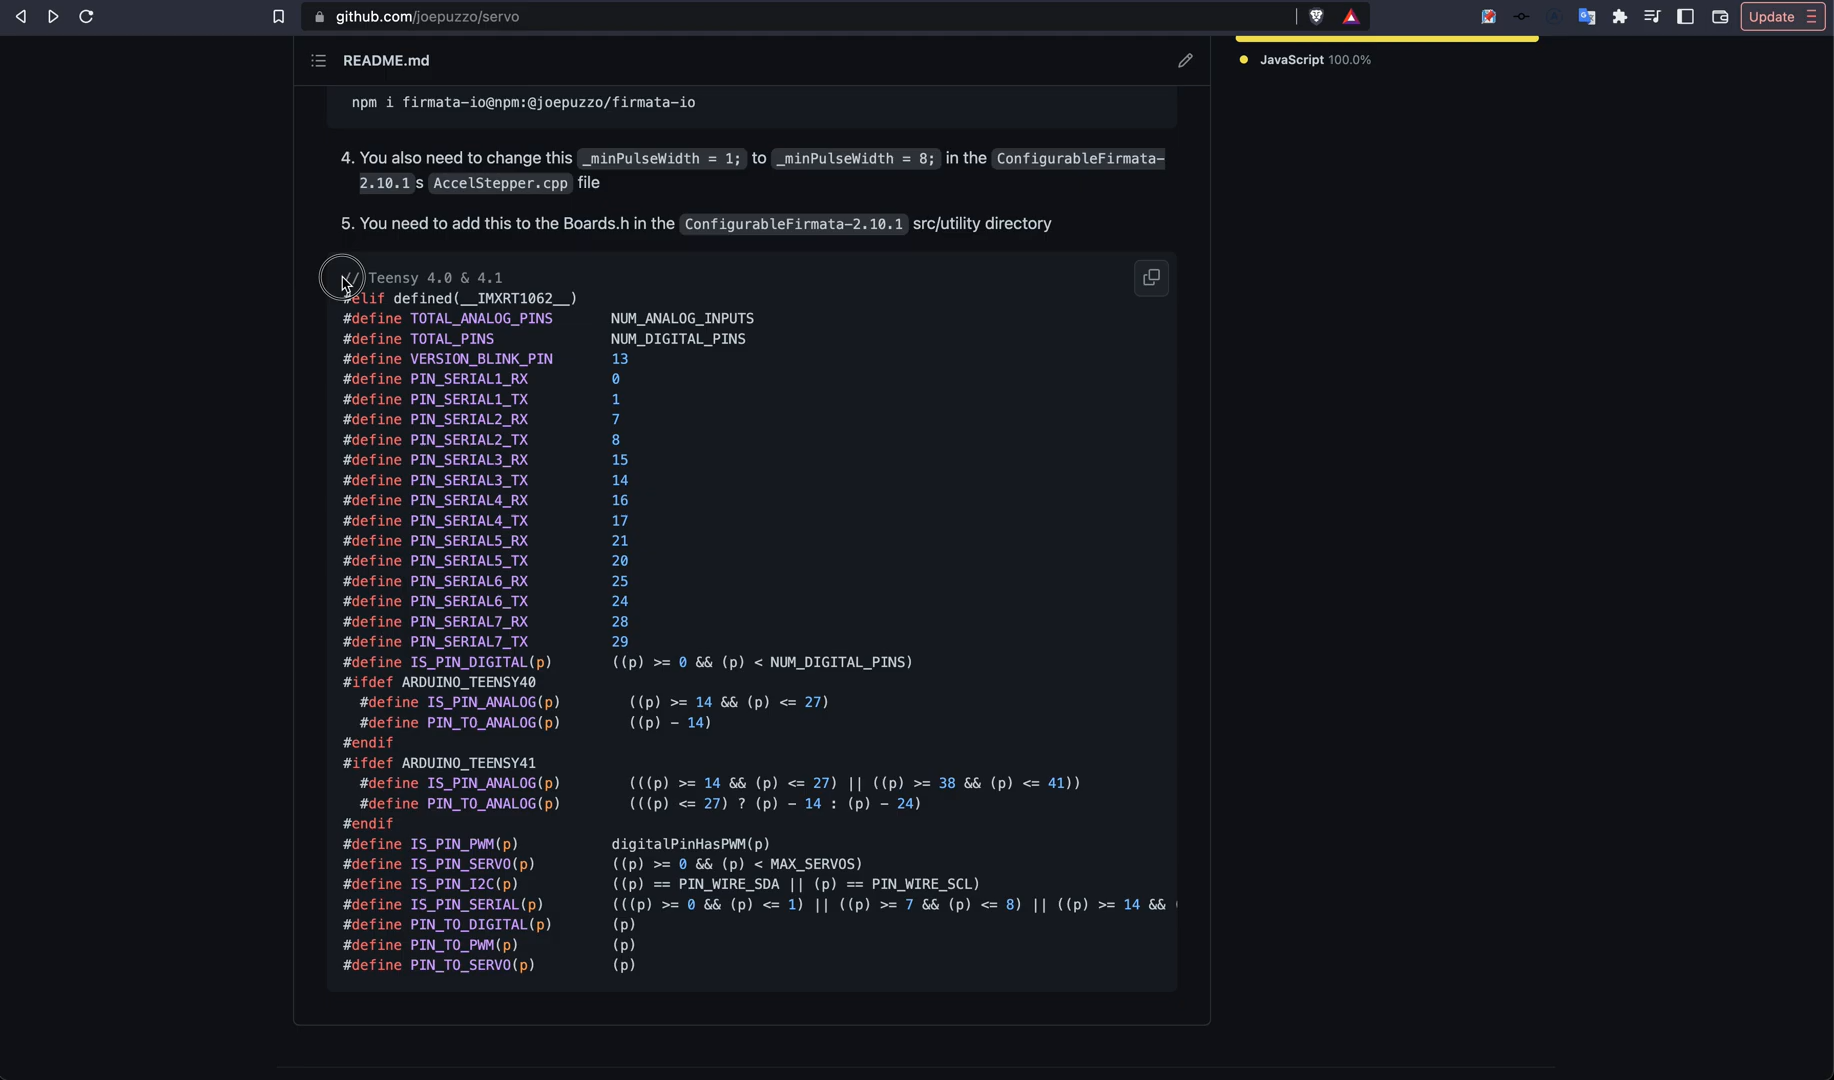 github.com/joepuzzo/servo
Update
README.md
JavaScript 100.0%
npm i firmata-io@npm:@joepuzzo/firmata-io
4. You also need to change this _minPulseWidth = 1; to _minPulseWidth = 8; in the ConfigurableFirmata-
2.10.1 s AccelStepper.cpp file
5. You need to add this to the Boards.h in the ConfigurableFirmata-2.10.1 src/utility directory
// Teensy 4.0 & 4.1
#elif defined(__IMXRT1062__)
#define TOTAL_ANALOG_PINS NUM_ANALOG_INPUTS
#define TOTAL_PINS NUM_DIGITAL_PINS
#define VERSION_BLINK_PIN 13
#define PIN_SERIAL1_RX 0
#define PIN_SERIAL1_TX 1
#define PIN_SERIAL2_RX 7
#define PIN_SERIAL2_TX 8
#define PIN_SERIAL3_RX 15
#define PIN_SERIAL3_TX 14
#define PIN_SERIAL4_RX 16
#define PIN_SERIAL4_TX 17
#define PIN_SERIAL5_RX 21
#define PIN_SERIAL5_TX 20
#define PIN_SERIAL6_RX 25
#define PIN_SERIAL6_TX 24
#define PIN_SERIAL7_RX 28
#define PIN_SERIAL7_TX 29
#define IS_PIN_DIGITAL(p) ((p) >= 0 && (p) < NUM_DIGITAL_PINS)
#ifdef ARDUINO_TEENSY40
#define IS_PIN_ANALOG(p) ((p) >= 14 && (p) <= 27)
#define PIN_TO_ANALOG(p) ((p) - 14)
#endif
#ifdef ARDUINO_TEENSY41
#define IS_PIN_ANALOG(p) (((p) >= 14 && (p) <= 27) || ((p) >= 38 && (p) <= 41))
#define PIN_TO_ANALOG(p) (((p) <= 27) ? (p) - 14 : (p) - 24)
#endif
#define IS_PIN_PWM(p) digitalPinHasPWM(p)
#define IS_PIN_SERVO(p) ((p) >= 0 && (p) < MAX_SERVOS)
#define IS_PIN_I2C(p) ((p) == PIN_WIRE_SDA || (p) == PIN_WIRE_SCL)
#define IS_PIN_SERIAL(p) (((p) >= 0 && (p) <= 1) || ((p) >= 7 && (p) <= 8) || ((p) >= 14 && (
#define PIN_TO_DIGITAL(p) (p)
#define PIN_TO_PWM(p) (p)
#define PIN_TO_SERVO(p) (p)